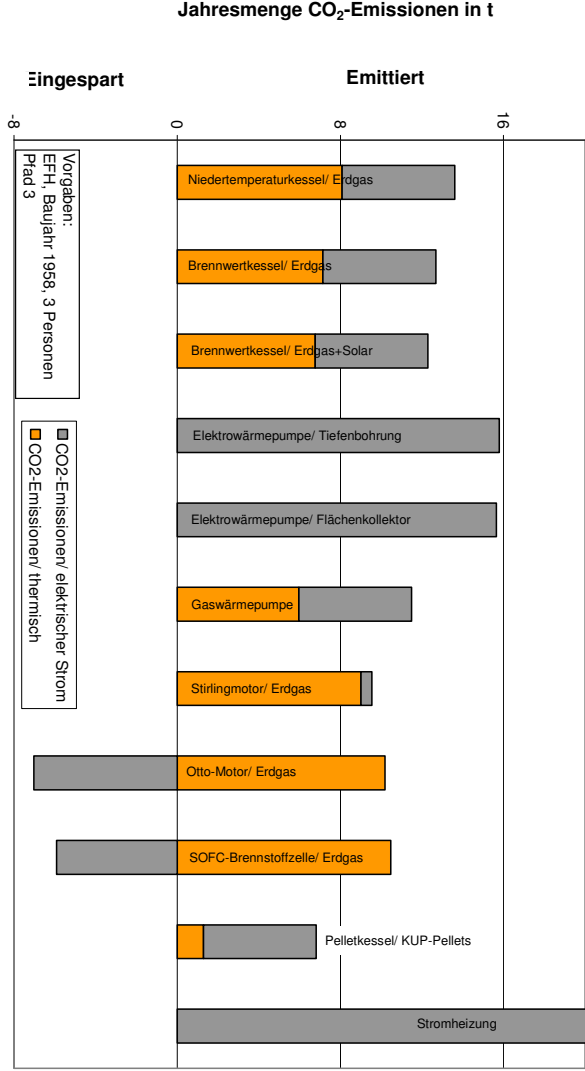 Jahresmenge CO₂-Emissionen in t
Eingespart
Emittiert
-8
0
8
16
Niedertemperaturkessel/ Erdgas
Brennwertkessel/ Erdgas
Brennwertkessel/ Erdgas+Solar
Elektrowärmepumpe/ Tiefenbohrung
Elektrowärmepumpe/ Flächenkollektor
Gaswärmepumpe
Stirlingmotor/ Erdgas
Otto-Motor/ Erdgas
SOFC-Brennstoffzelle/ Erdgas
Pelletkessel/ KUP-Pellets
Stromheizung
Vorgaben:
EFH, Baujahr 1958, 3 Personen
Pfad 3
CO2-Emissionen/ elektrischer Strom
CO2-Emissionen/ thermisch